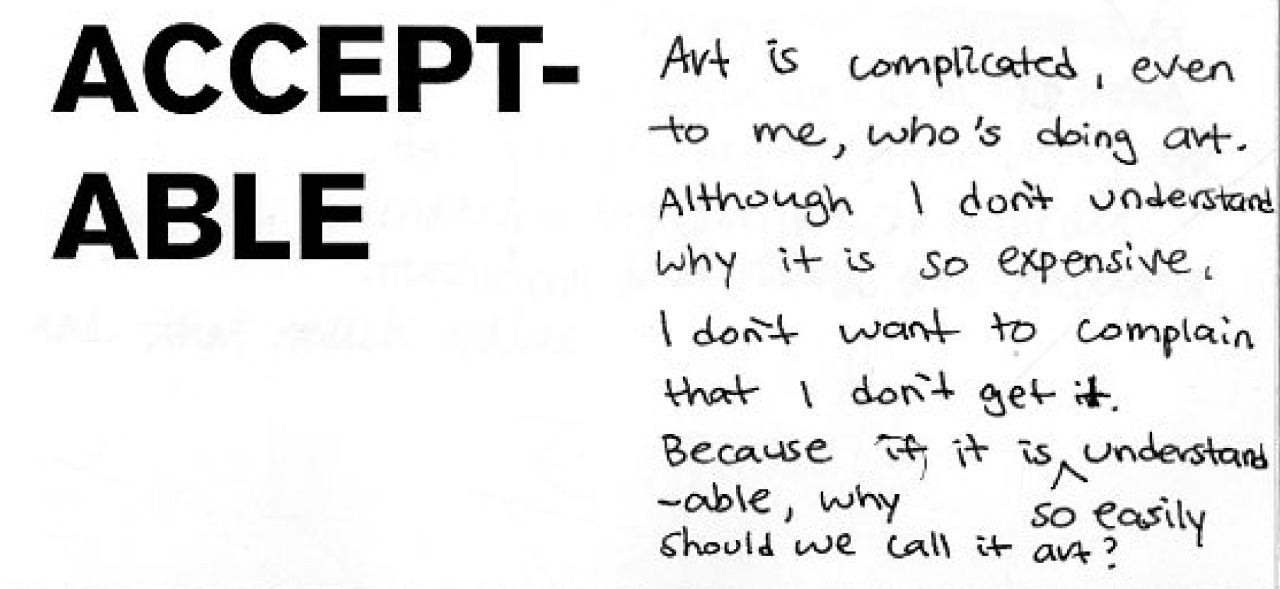 ACCEPT-
ABLE
Art is complicated, even
to me, who's doing art.
Although I don't understand
why it is so expensive.
I don't want to complain
that I don't get it.
Because if, it is ^ understand
-able, why so easily
should we call it art?